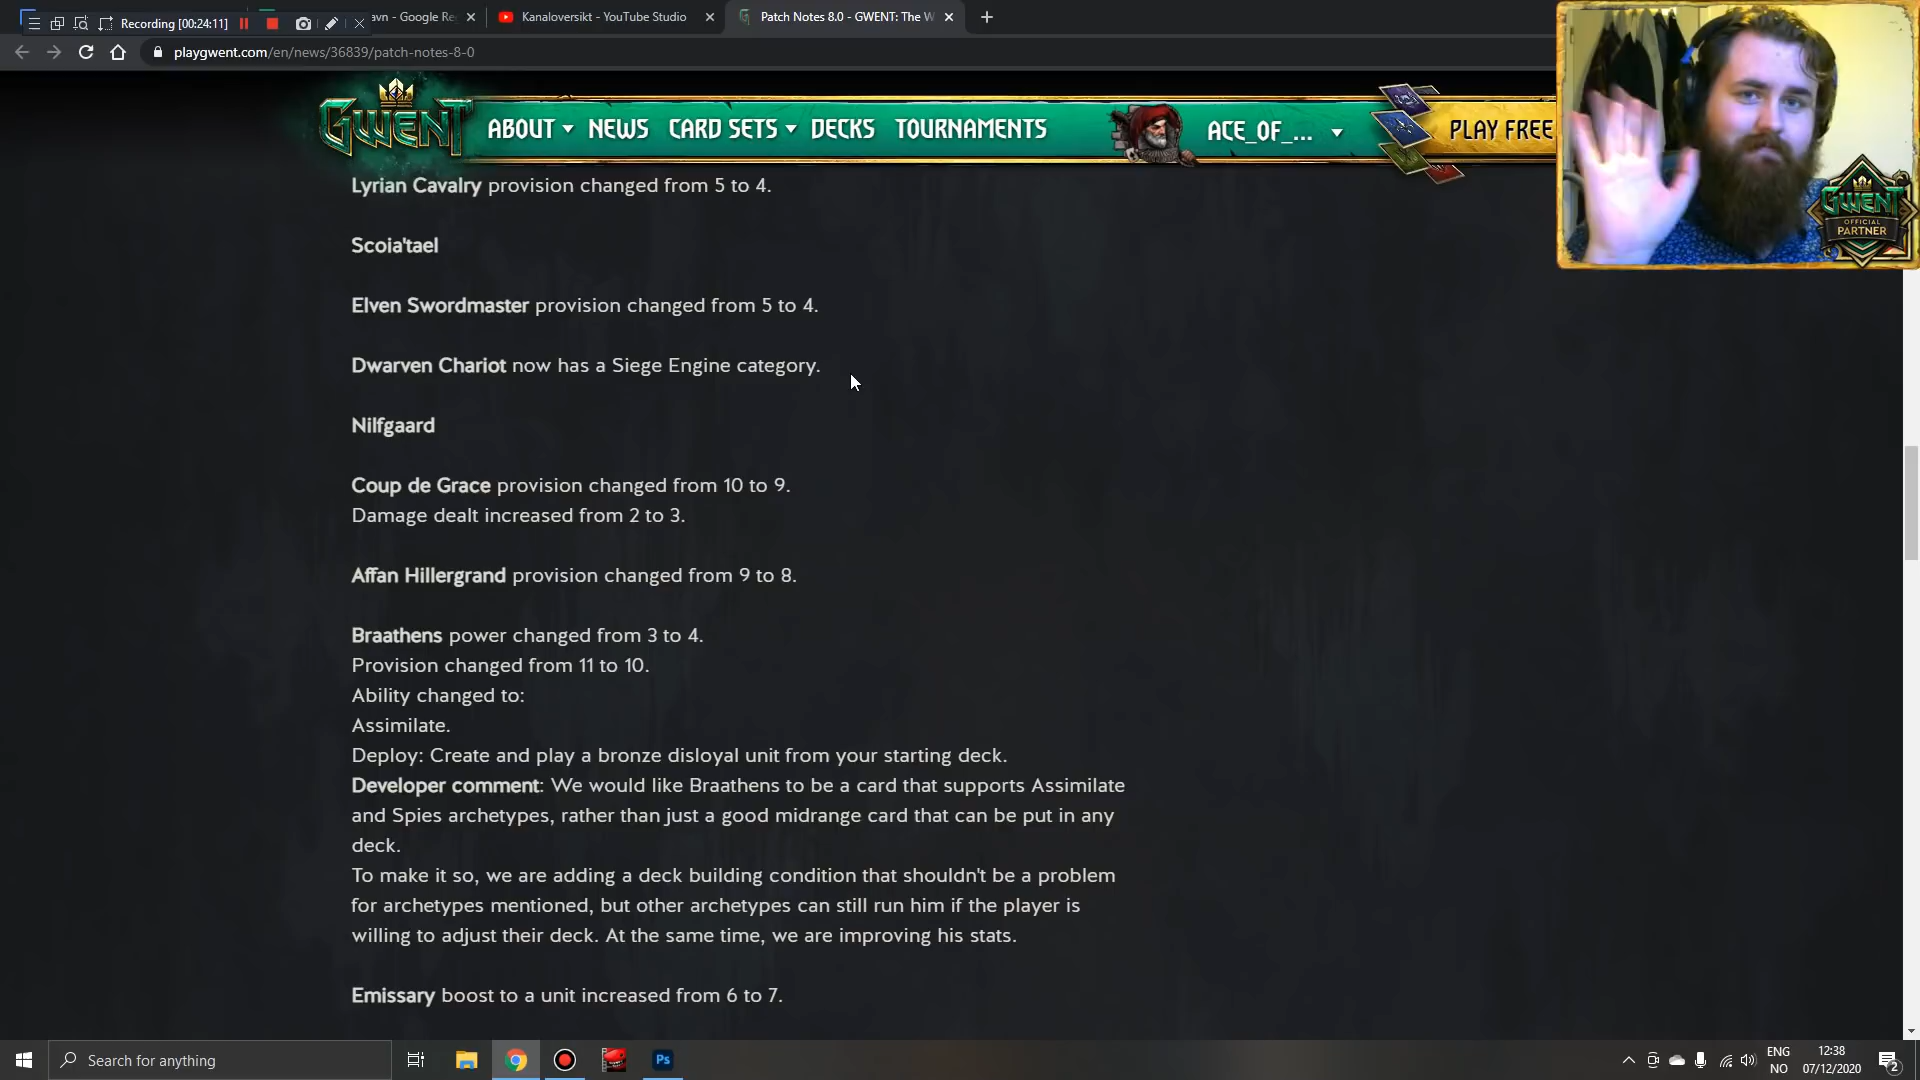 Recording [00:24:11]
avn - Google Re
Kanaloversikt - YouTube Studio
Patch Notes 8.0 - GWENT: The W
playgwent.com/en/news/36839/patch-notes-8-0
GWENT
ABOUT
NEWS
CARD SETS
DECKS
TOURNAMENTS
ACE_OF_...
PLAY FREE
GWENT
OFFICIAL
PARTNER
Lyrian Cavalry provision changed from 5 to 4.
Scoia'tael
Elven Swordmaster provision changed from 5 to 4.
Dwarven Chariot now has a Siege Engine category.
Nilfgaard
Coup de Grace provision changed from 10 to 9.
Damage dealt increased from 2 to 3.
Affan Hillergrand provision changed from 9 to 8.
Braathens power changed from 3 to 4.
Provision changed from 11 to 10.
Ability changed to:
Assimilate.
Deploy: Create and play a bronze disloyal unit from your starting deck.
Developer comment: We would like Braathens to be a card that supports Assimilate
and Spies archetypes, rather than just a good midrange card that can be put in any
deck.
To make it so, we are adding a deck building condition that shouldn't be a problem
for archetypes mentioned, but other archetypes can still run him if the player is
willing to adjust their deck. At the same time, we are improving his stats.
Emissary boost to a unit increased from 6 to 7.
Search for anything
Ps
ENG
NO
12:38
07/12/2020
2